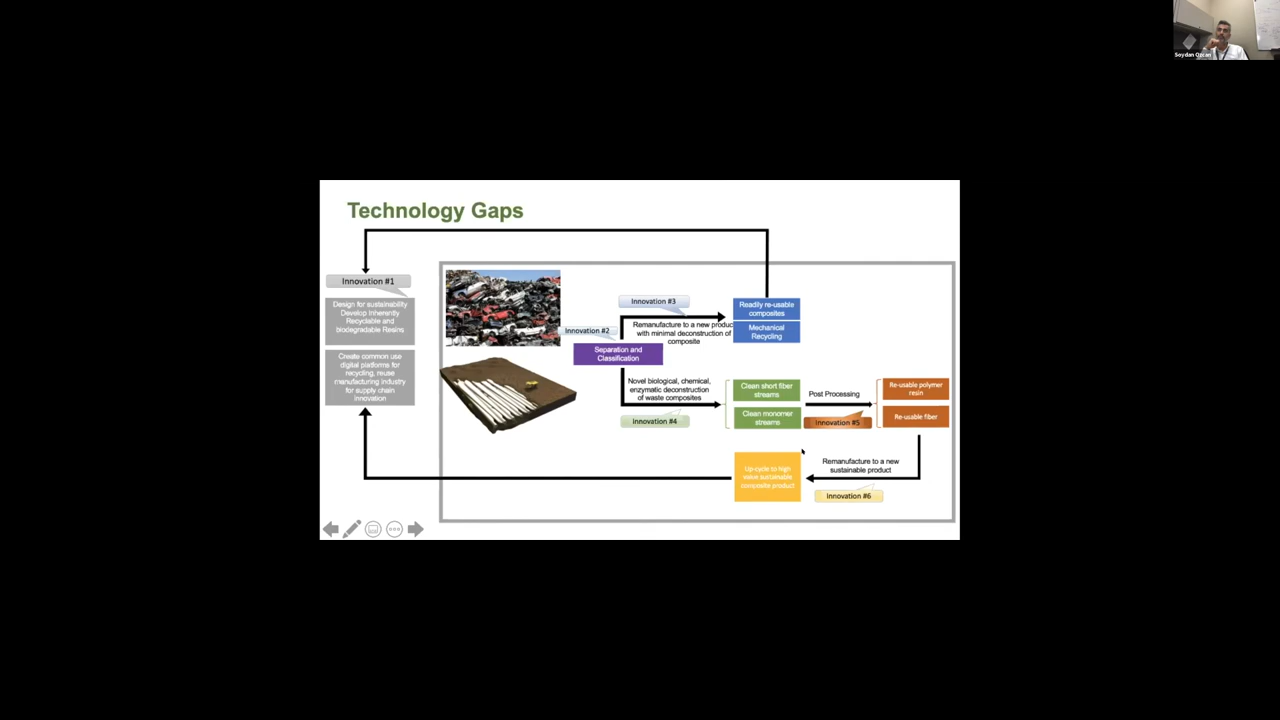 Soydan Ozcan
Technology Gaps
Innovation #1
Design for sustainability
Develop Inherently
Recyclable and
biodegradable Resins
Create common use
digital platforms for
recycling, reuse
manufacturing industry
for supply chain
innovation
Innovation #2
Separation and
Classification
Innovation #3
Remanufacture to a new produc
with minimal deconstruction of
composite
Readily re-usable
composites
Mechanical
Recycling
Novel biological, chemical,
enzymatic deconstruction
of waste composites
Innovation #4
Clean short fiber
streams
Clean monomer
streams
Post Processing
Innovation #5
Re-usable polymer
resin
Re-usable fiber
Remanufacture to a new
sustainable product
Innovation #6
Up-cycle to high
value sustainable
composite product